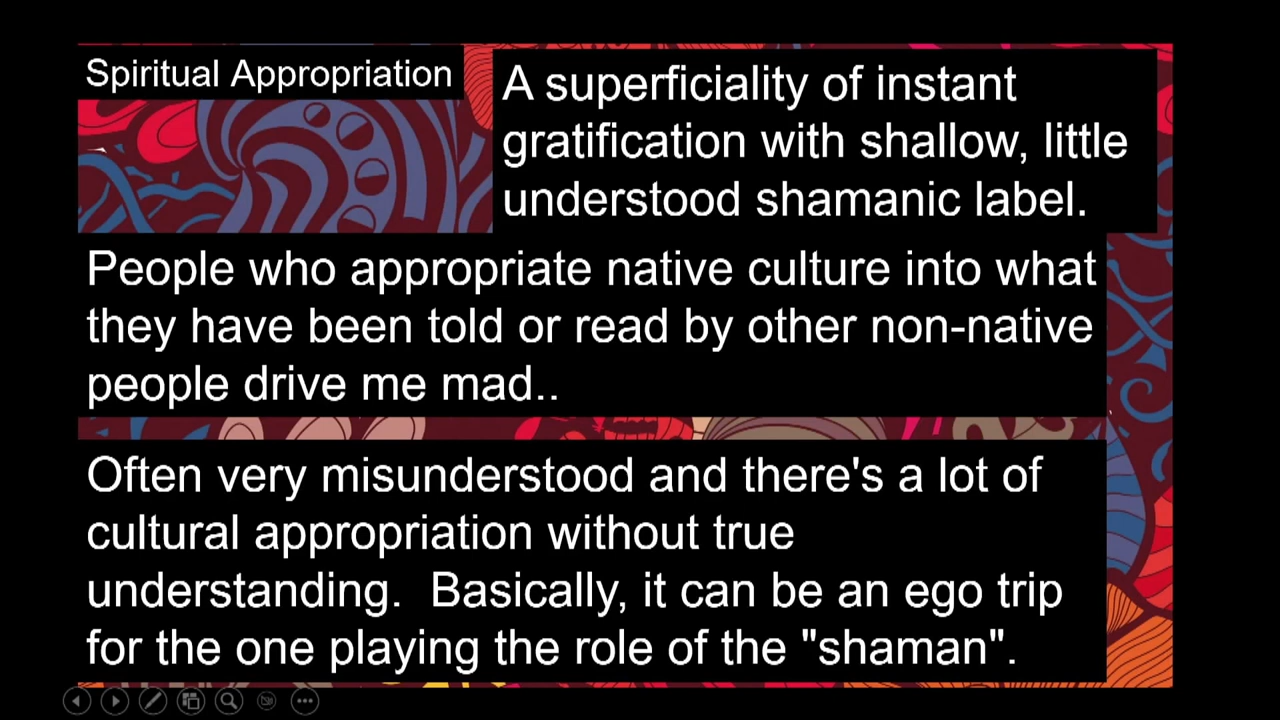 Spiritual Appropriation
A superficiality of instant
gratification with shallow, little
understood shamanic label.
People who appropriate native culture into what
they have been told or read by other non-native
people drive me mad..
Often very misunderstood and there's a lot of
cultural appropriation without true
understanding.  Basically, it can be an ego trip
for the one playing the role of the "shaman".